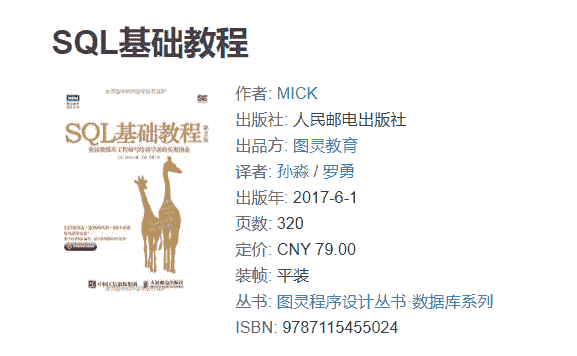 SQL基础教程
SQL基础教程
作者: MICK
出版社: 人民邮电出版社
出品方: 图灵教育
译者: 孙淼 / 罗勇
出版年: 2017-6-1
页数: 320
定价: CNY 79.00
装帧: 平装
丛书: 图灵程序设计丛书·数据库系列
ISBN: 9787115455024